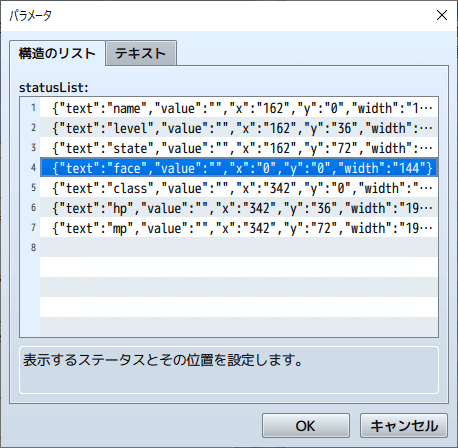 パラメータ
構造のリスト
テキスト
statusList:
1 {"text":"name","value":"","x":"162","y":"0","width":"1…
2 {"text":"level","value":"","x":"162","y":"36","width":…
3 {"text":"state","value":"","x":"162","y":"72","width":…
4 {"text":"face","value":"","x":"0","y":"0","width":"144"}
5 {"text":"class","value":"","x":"342","y":"0","width":"…
6 {"text":"hp","value":"","x":"342","y":"36","width":"19…
7 {"text":"mp","value":"","x":"342","y":"72","width":"19…
8
表示するステータスとその位置を設定します。
OK
キャンセル